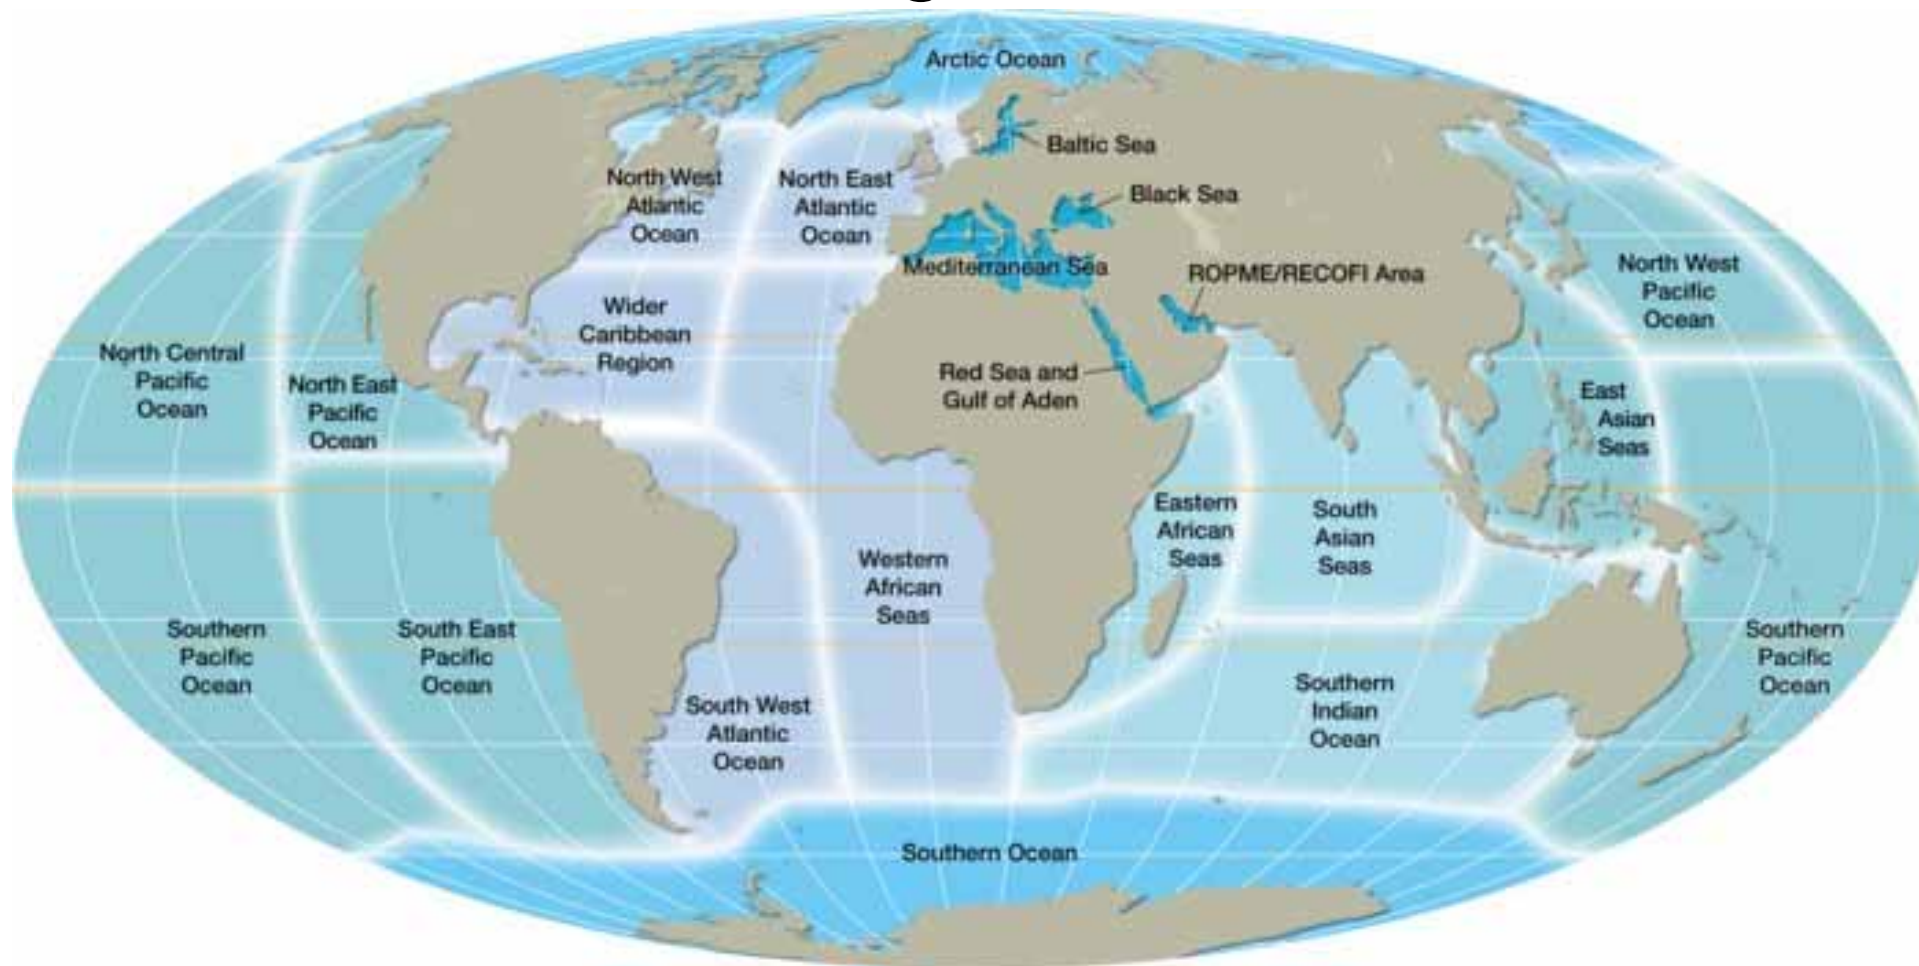 Arctic Ocean
Baltic Sea
Black Sea
North West
Atlantic
Ocean
North East
Atlantic
Ocean
Mediterranean Sea
ROPME/RECOFI Area
North West
Pacific
Ocean
Wider
Caribbean
Region
North Central
Pacific
Ocean
North East
Pacific
Ocean
Red Sea and
Gulf of Aden
East
Asian
Seas
Eastern
African
Seas
South
Asian
Seas
Western
African
Seas
Southern
Pacific
Ocean
South East
Pacific
Ocean
South West
Atlantic
Ocean
Southern
Indian
Ocean
Southern
Pacific
Ocean
Southern Ocean